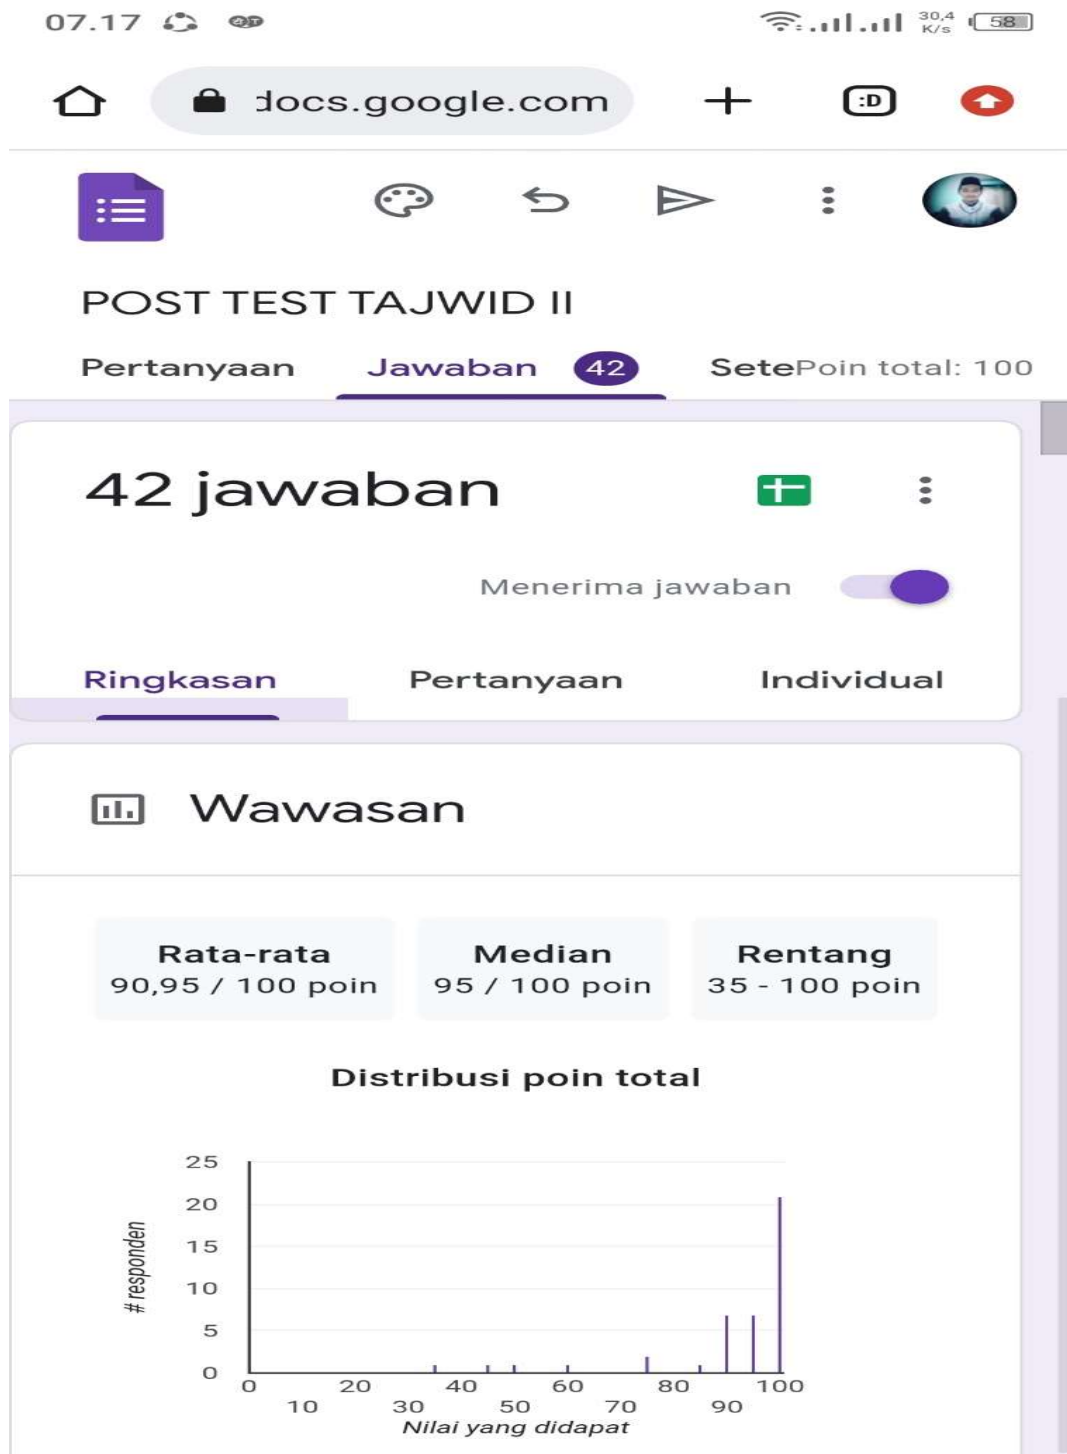 07.17 30,4 K/s 58
docs.google.com :D
POST TEST TAJWID II
Pertanyaan Jawaban 42 Sete Poin total: 100
42 jawaban
Menerima jawaban
Ringkasan Pertanyaan Individual
Wawasan
Rata-rata Median Rentang
90,95 / 100 poin 95 / 100 poin 35 - 100 poin
Distribusi poin total
25
20
15
10
5
0
# responden
0 20 40 60 80 100
10 30 50 70 90
Nilai yang didapat